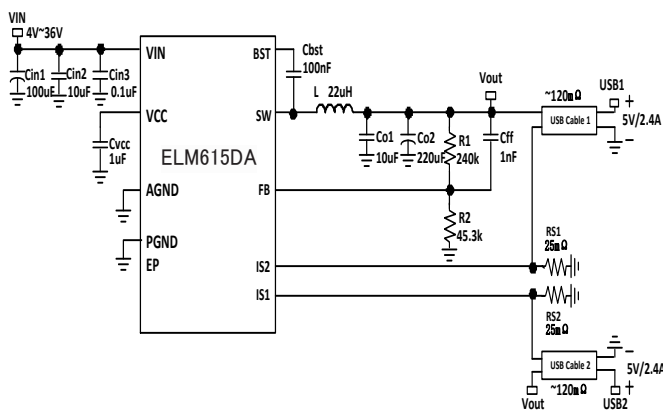 VIN
4V~36V
Cin1
100uF
Cin2
10uF
Cin3
0.1uF
VIN
BST
Cbst
100nF
VCC
Cvcc
1uF
SW
L 22uH
Vout
~120mΩ
USB Cable 1
USB1
+
5V/2.4A
−
Co1
10uF
Co2
220uF
R1
240k
Cff
1nF
ELM615DA
AGND
FB
R2
45.3k
PGND
EP
IS2
RS1
25mΩ
IS1
RS2
25mΩ
USB Cable 2
−
5V/2.4A
+
~120mΩ
Vout
USB2